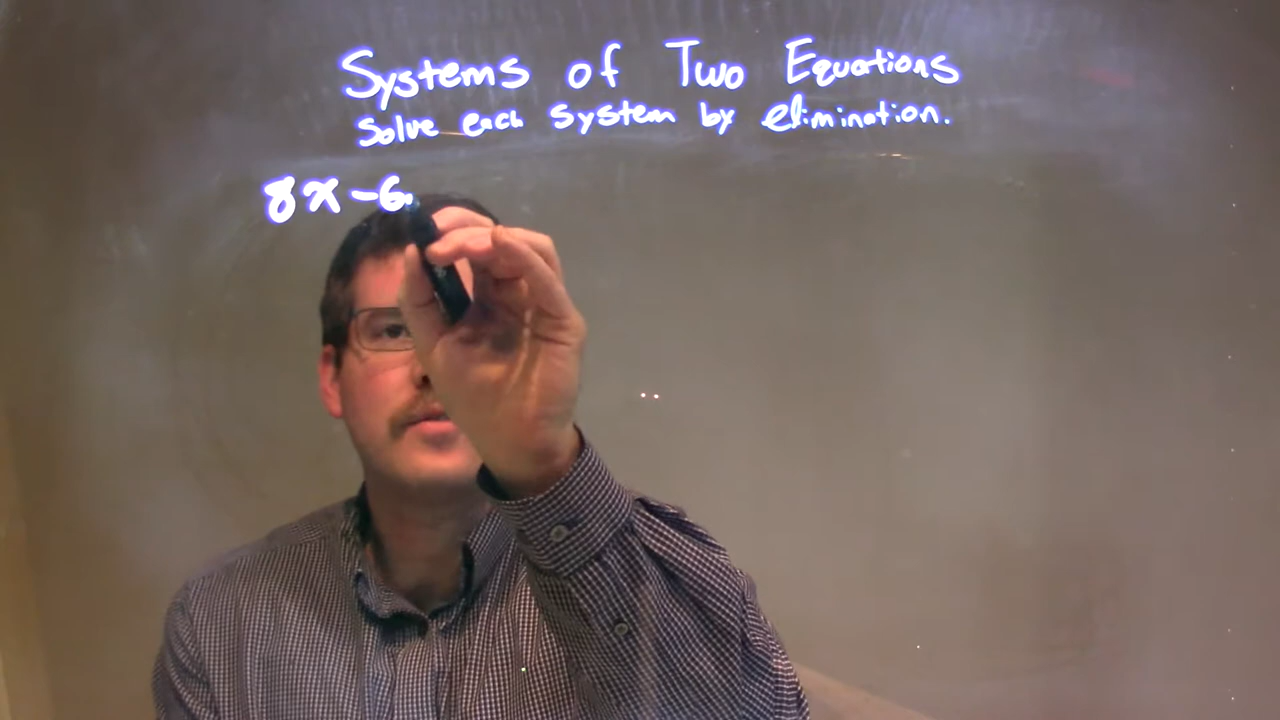 Systems of Two Equations
Solve each system by elimination.
8x-6